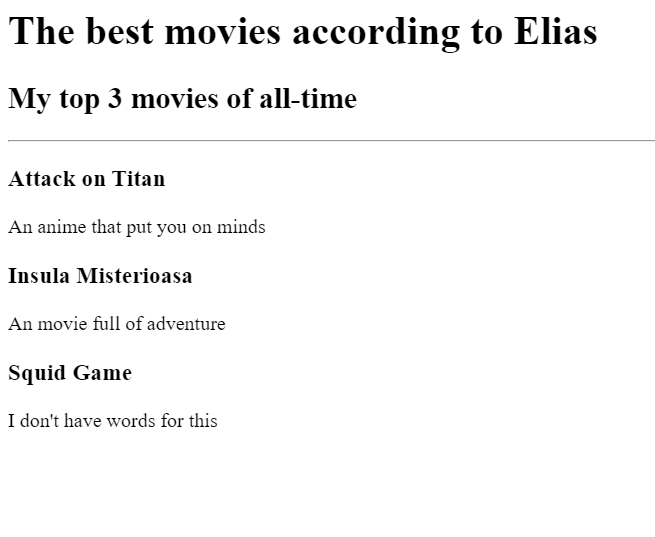 The best movies according to Elias
My top 3 movies of all-time
Attack on Titan
An anime that put you on minds
Insula Misterioasa
An movie full of adventure
Squid Game
I don't have words for this